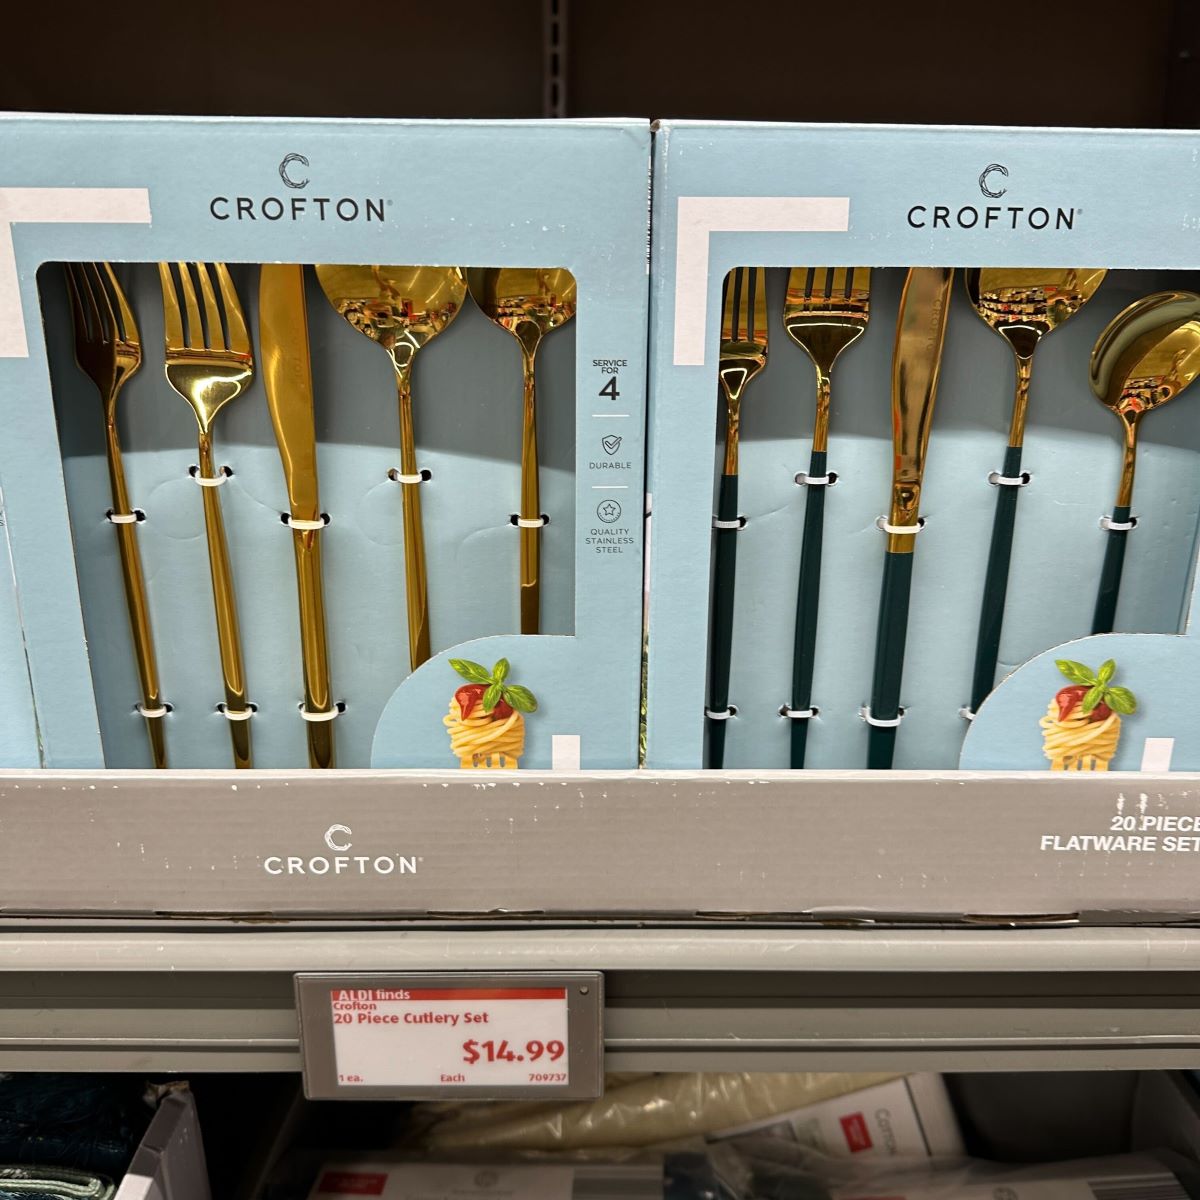 C
CROFTON®
SERVICE
FOR
4
DURABLE
QUALITY
STAINLESS
STEEL
C
CROFTON®
CROFTON
C
CROFTON®
20 PIECE
FLATWARE SET
ALDI finds
Crofton
20 Piece Cutlery Set
$14.99
1 ea. Each 709737